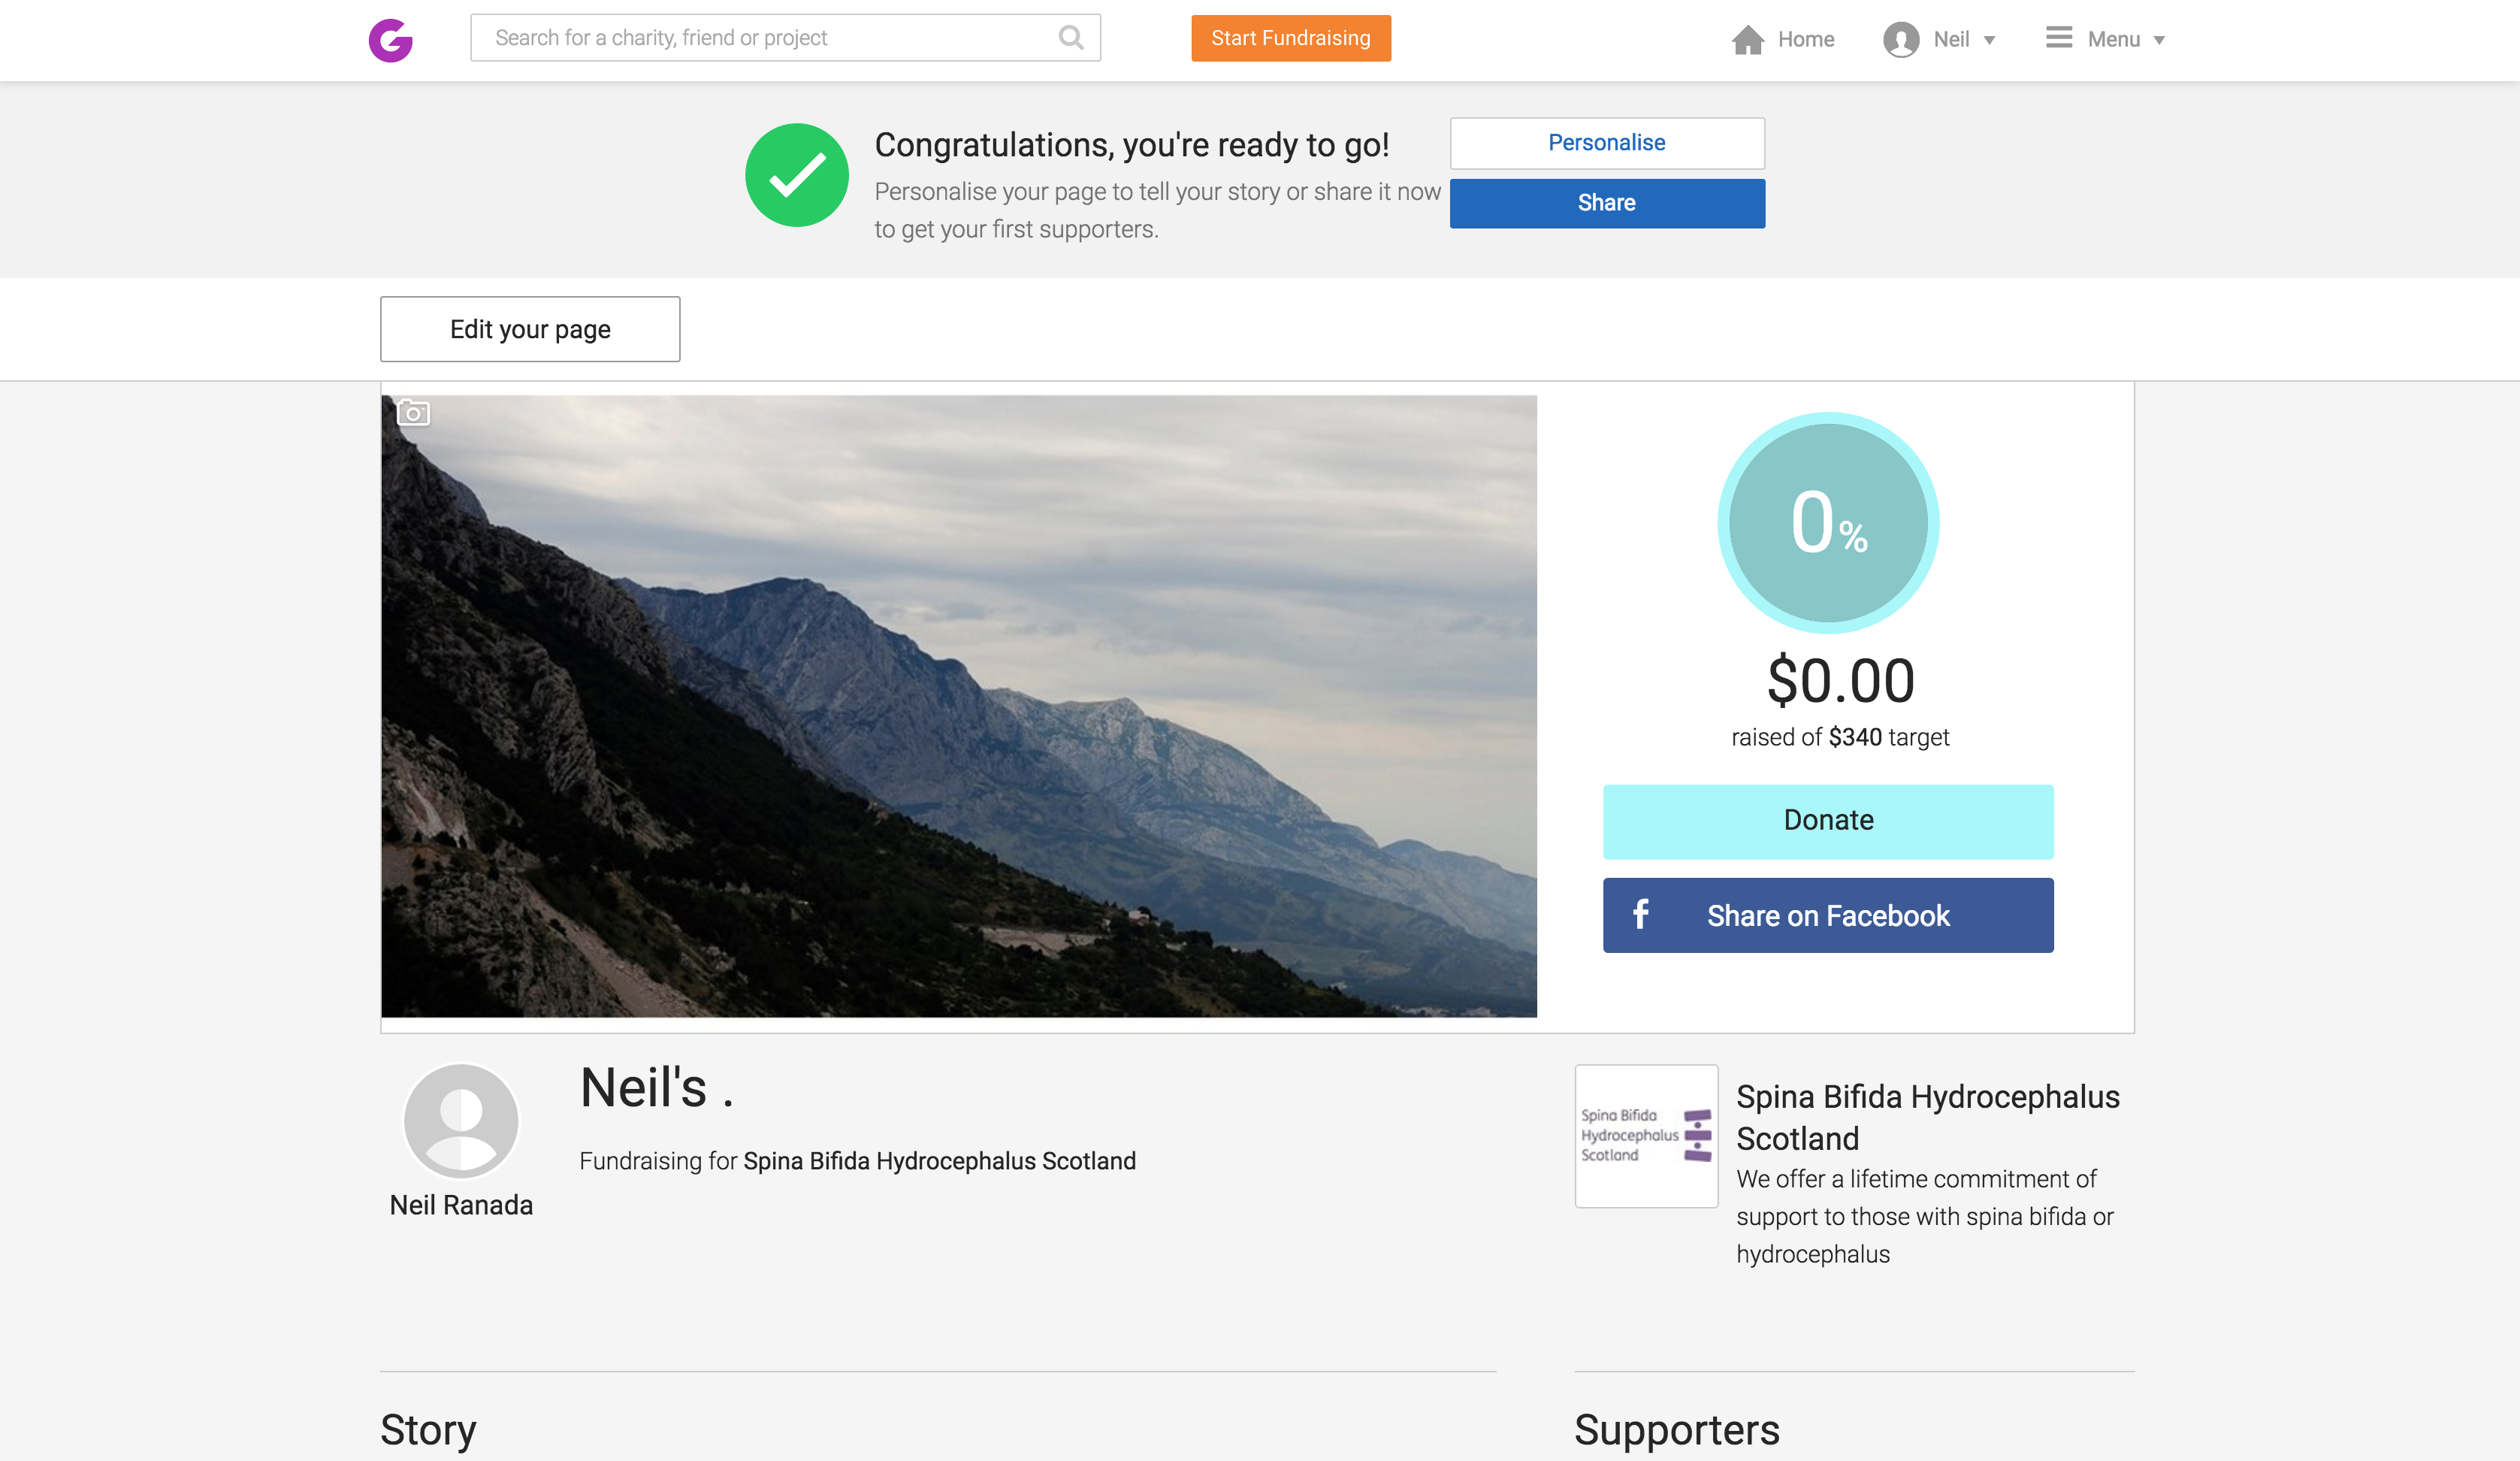 Search for a charity, friend or project
Start Fundraising
Home
Neil
Menu
Congratulations, you're ready to go!
Personalise your page to tell your story or share it now
to get your first supporters.
Personalise
Share
Edit your page
0%
$0.00
raised of $340 target
Donate
f Share on Facebook
Neil Ranada
Neil's .
Fundraising for Spina Bifida Hydrocephalus Scotland
Spina Bifida
Hydrocephalus
Scotland
Spina Bifida Hydrocephalus
Scotland
We offer a lifetime commitment of
support to those with spina bifida or
hydrocephalus
Story
Supporters